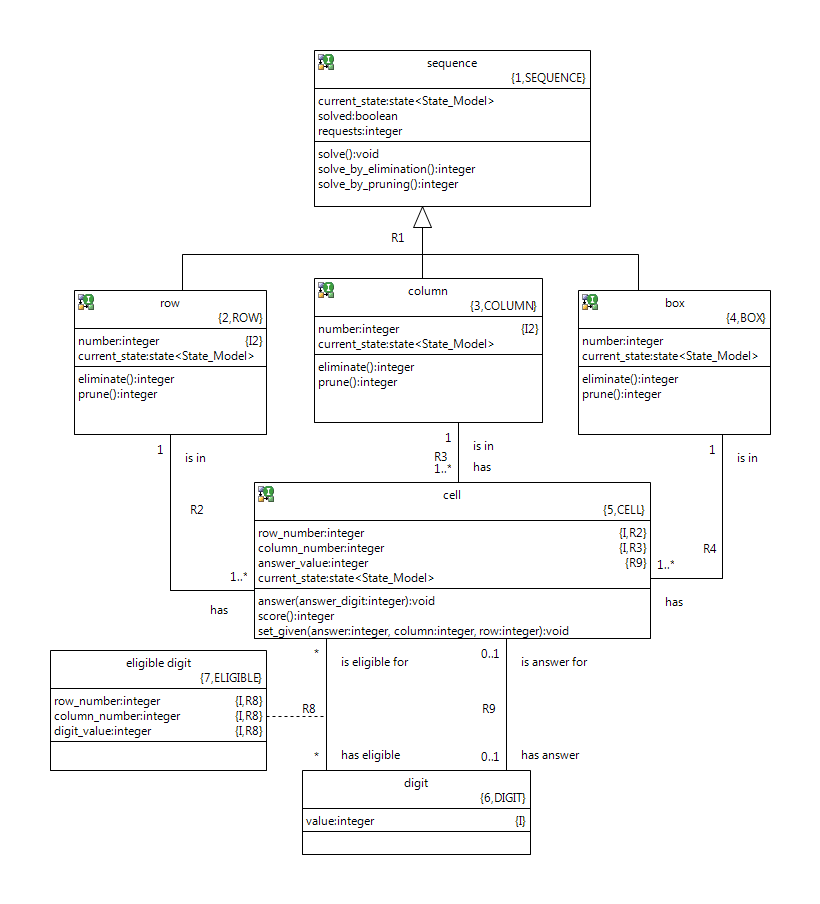 sequence
{1,SEQUENCE}
current_state:state<State_Model>
solved:boolean
requests:integer
solve():void
solve_by_elimination():integer
solve_by_pruning():integer
R1
row
{2,ROW}
number:integer {I2}
current_state:state<State_Model>
eliminate():integer
prune():integer
column
{3,COLUMN}
number:integer {I2}
current_state:state<State_Model>
eliminate():integer
prune():integer
box
{4,BOX}
number:integer
current_state:state<State_Model>
eliminate():integer
prune():integer
1
is in
R2
1..*
has
1
is in
R3
1..*
has
1
is in
R4
1..*
has
cell
{5,CELL}
row_number:integer {I,R2}
column_number:integer {I,R3}
answer_value:integer {R9}
current_state:state<State_Model>
answer(answer_digit:integer):void
score():integer
set_given(answer:integer, column:integer, row:integer):void
*
is eligible for
0..1
is answer for
eligible digit
{7,ELIGIBLE}
row_number:integer {I,R8}
column_number:integer {I,R8}
digit_value:integer {I,R8}
R8
R9
*
has eligible
0..1
has answer
digit
{6,DIGIT}
value:integer {I}